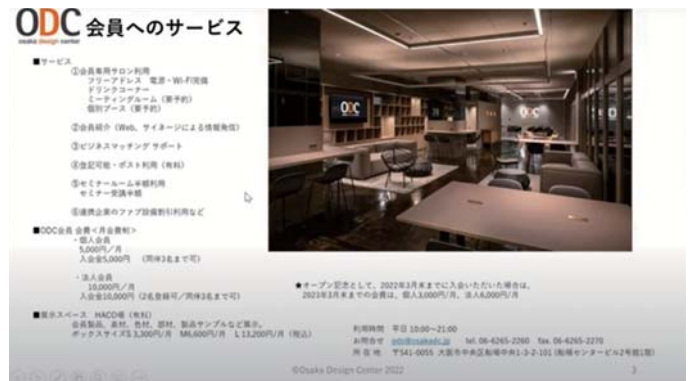 ODC 会員へのサービス
osaka design center
■サービス
①会員専用サロン利用
フリーアドレス 電源・Wi-Fi完備
ドリンクコーナー
ミーティングルーム（要予約）
個別ブース（要予約）
②会員紹介（Web、サイネージによる情報発信）
③ビジネスマッチング サポート
④登記可能・ポスト利用（有料）
⑤セミナールーム半額利用
セミナー受講半額
⑥連携企業のファブ設備割引利用など
■ODC会員 会費＜月会費制＞
・個人会員
5,000円／月
入会金5,000円 （同伴3名まで可）
・法人会員
10,000円／月
入会金10,000円（2名登録可／同伴3名まで可）
■展示スペース HACO場（有料）
会員製品、素材、色材、部材、製品サンプルなど展示。
ボックスサイズS 3,300円/月 M6,600円/月 L 13,200円/月（税込）
ODC
ODC
★オープン記念として、2022年3月末までに入会いただいた場合は、
2023年3月末までの会費は、個人3,000円/月、法人6,000円/月
利用時間 平日 10:00～21:00
お問合せ odc@osakadc.jp tel. 06-6265-2260 fax. 06-6265-2270
所 在 地 〒541-0055 大阪市中央区船場中央1-3-2-101 (船場センタービル2号館1階)
©Osaka Design Center 2022
3